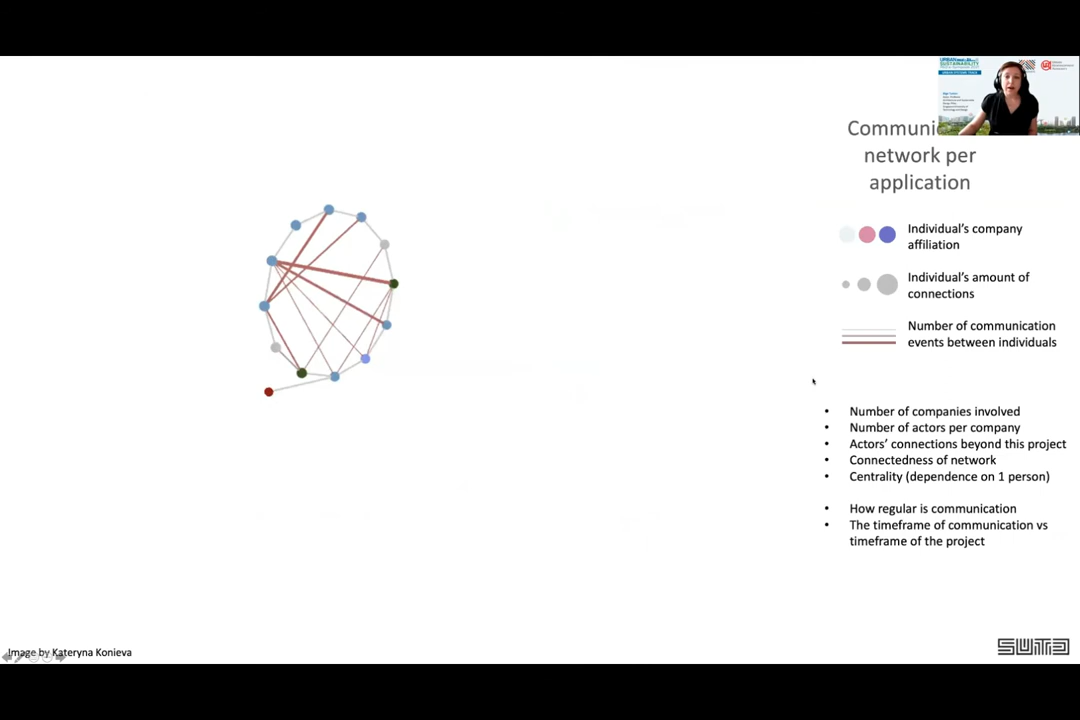 URBAN
SUSTAINABILITY
Communi
network per
application
Individual's company
affiliation
Individual's amount of
connections
Number of communication
events between individuals
• Number of companies involved
• Number of actors per company
• Actors' connections beyond this project
• Connectedness of network
• Centrality (dependence on 1 person)
• How regular is communication
• The timeframe of communication vs
timeframe of the project
Image by Kateryna Konieva
SUTD